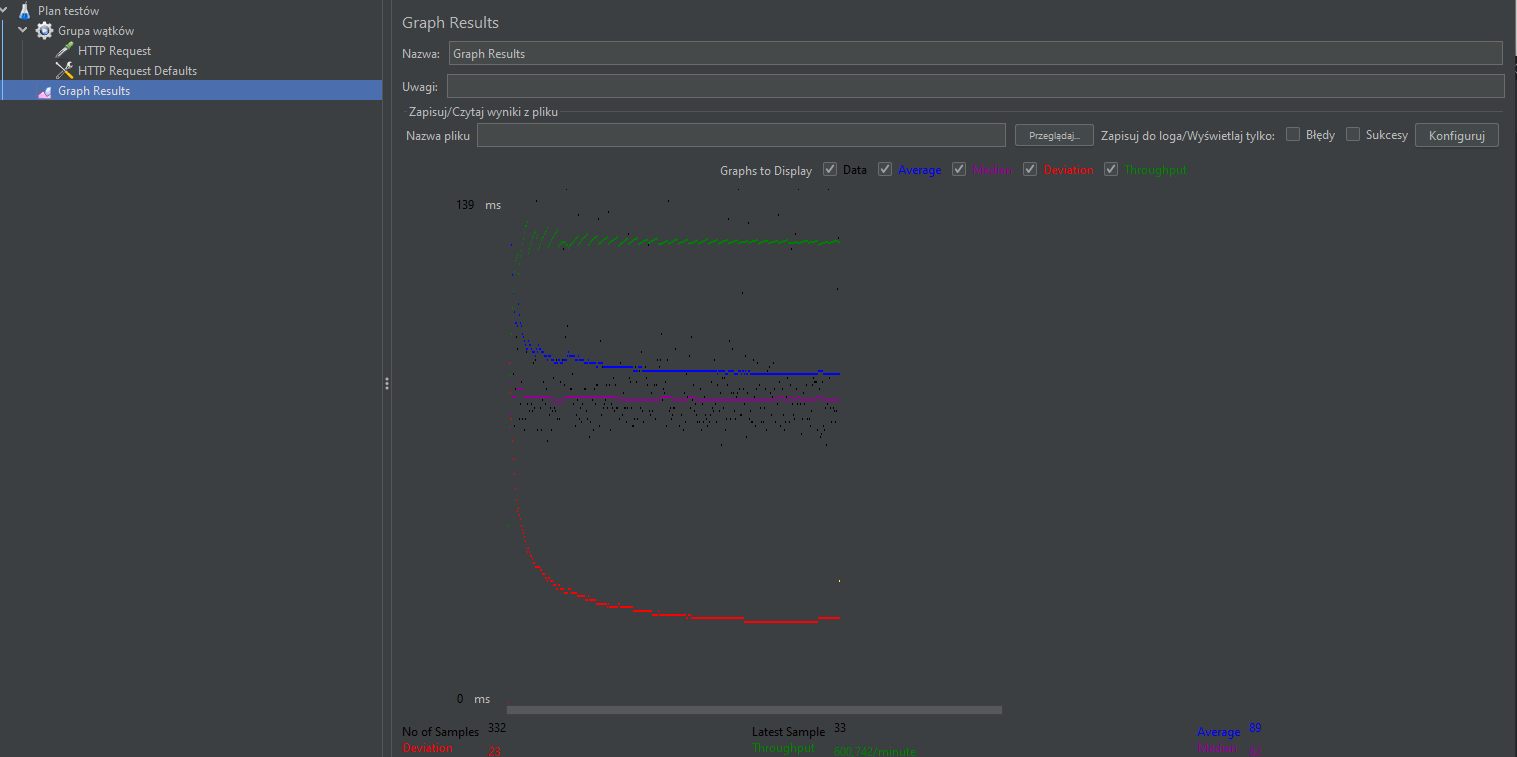 Plan testów
Grupa wątków
HTTP Request
HTTP Request Defaults
Graph Results
Graph Results
Nazwa: Graph Results
Uwagi:
Zapisuj/Czytaj wyniki z pliku
Nazwa pliku Przeglądaj... Zapisuj do loga/Wyświetlaj tylko: Błędy Sukcesy Konfiguruj
Graphs to Display Data Average Median Deviation Throughput
139 ms
0 ms
No of Samples 332 Latest Sample 33 Average 89
Deviation 23 Throughput 600.742/minute Median